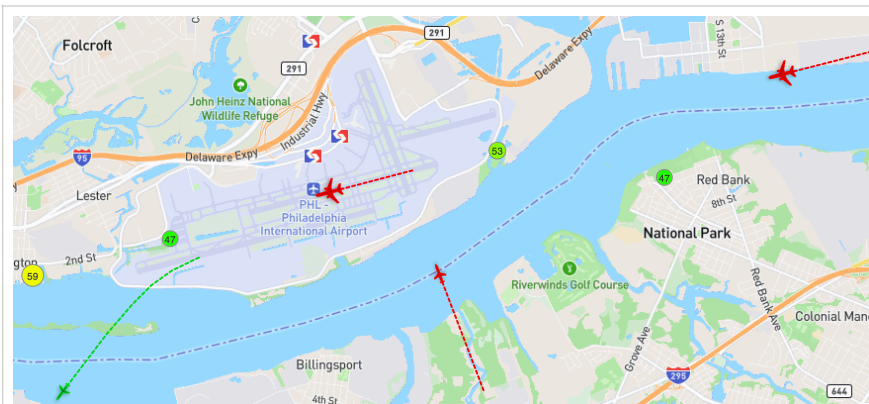 Folcroft
291
291
Delaware Expy
S 13th St
John Heinz National
Wildlife Refuge
Industrial Hwy
95
Delaware Expy
53
Lester
47
Red Bank
8th St
PHL -
Philadelphia
International Airport
National Park
47
2nd St
gton
59
Riverwinds Golf Course
Red Bank Ave
Colonial Mano
Grove Ave
Billingsport
295
4th St
644